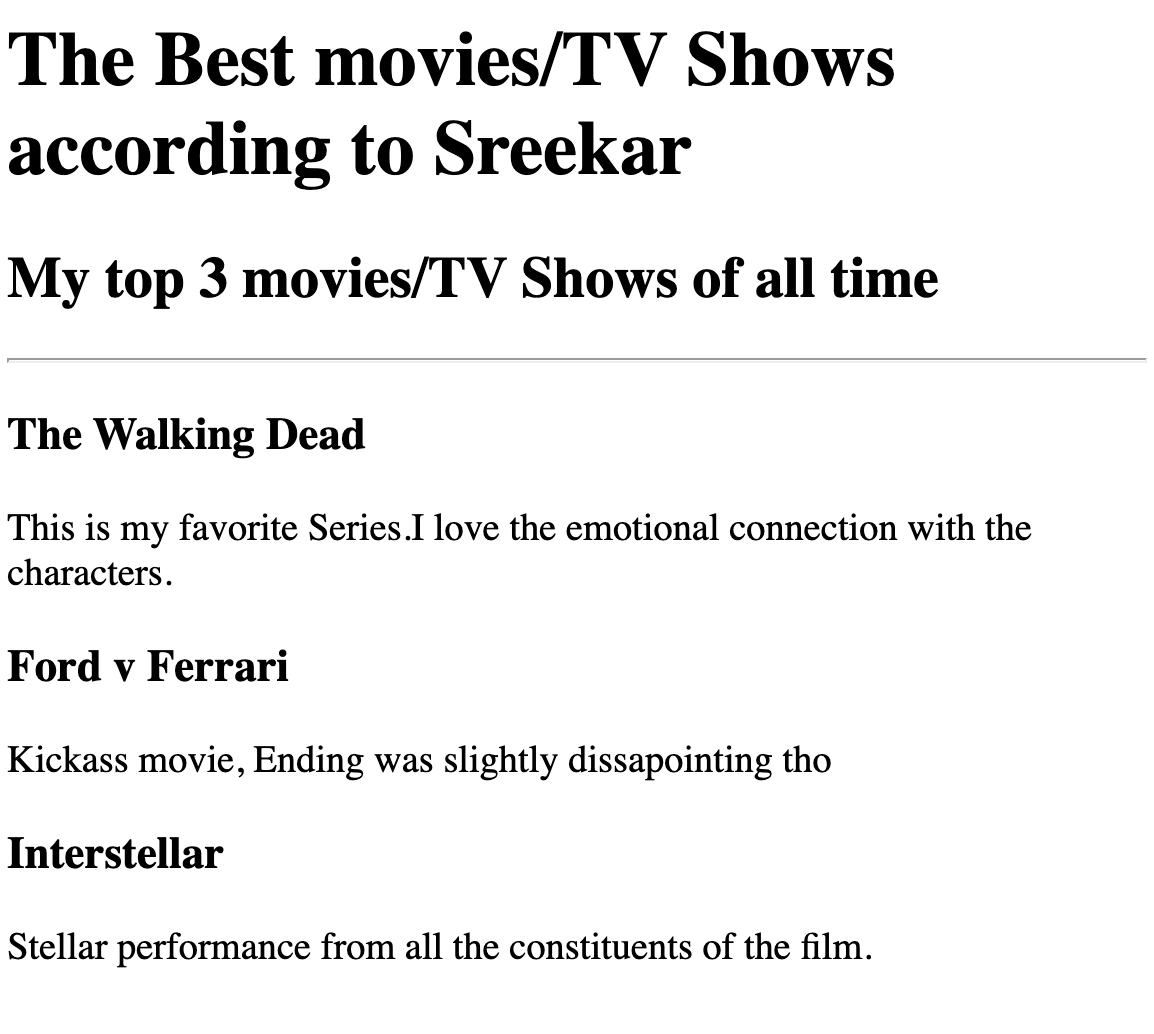 The Best movies/TV Shows
according to Sreekar
My top 3 movies/TV Shows of all time
The Walking Dead
This is my favorite Series.I love the emotional connection with the
characters.
Ford v Ferrari
Kickass movie, Ending was slightly dissapointing tho
Interstellar
Stellar performance from all the constituents of the film.